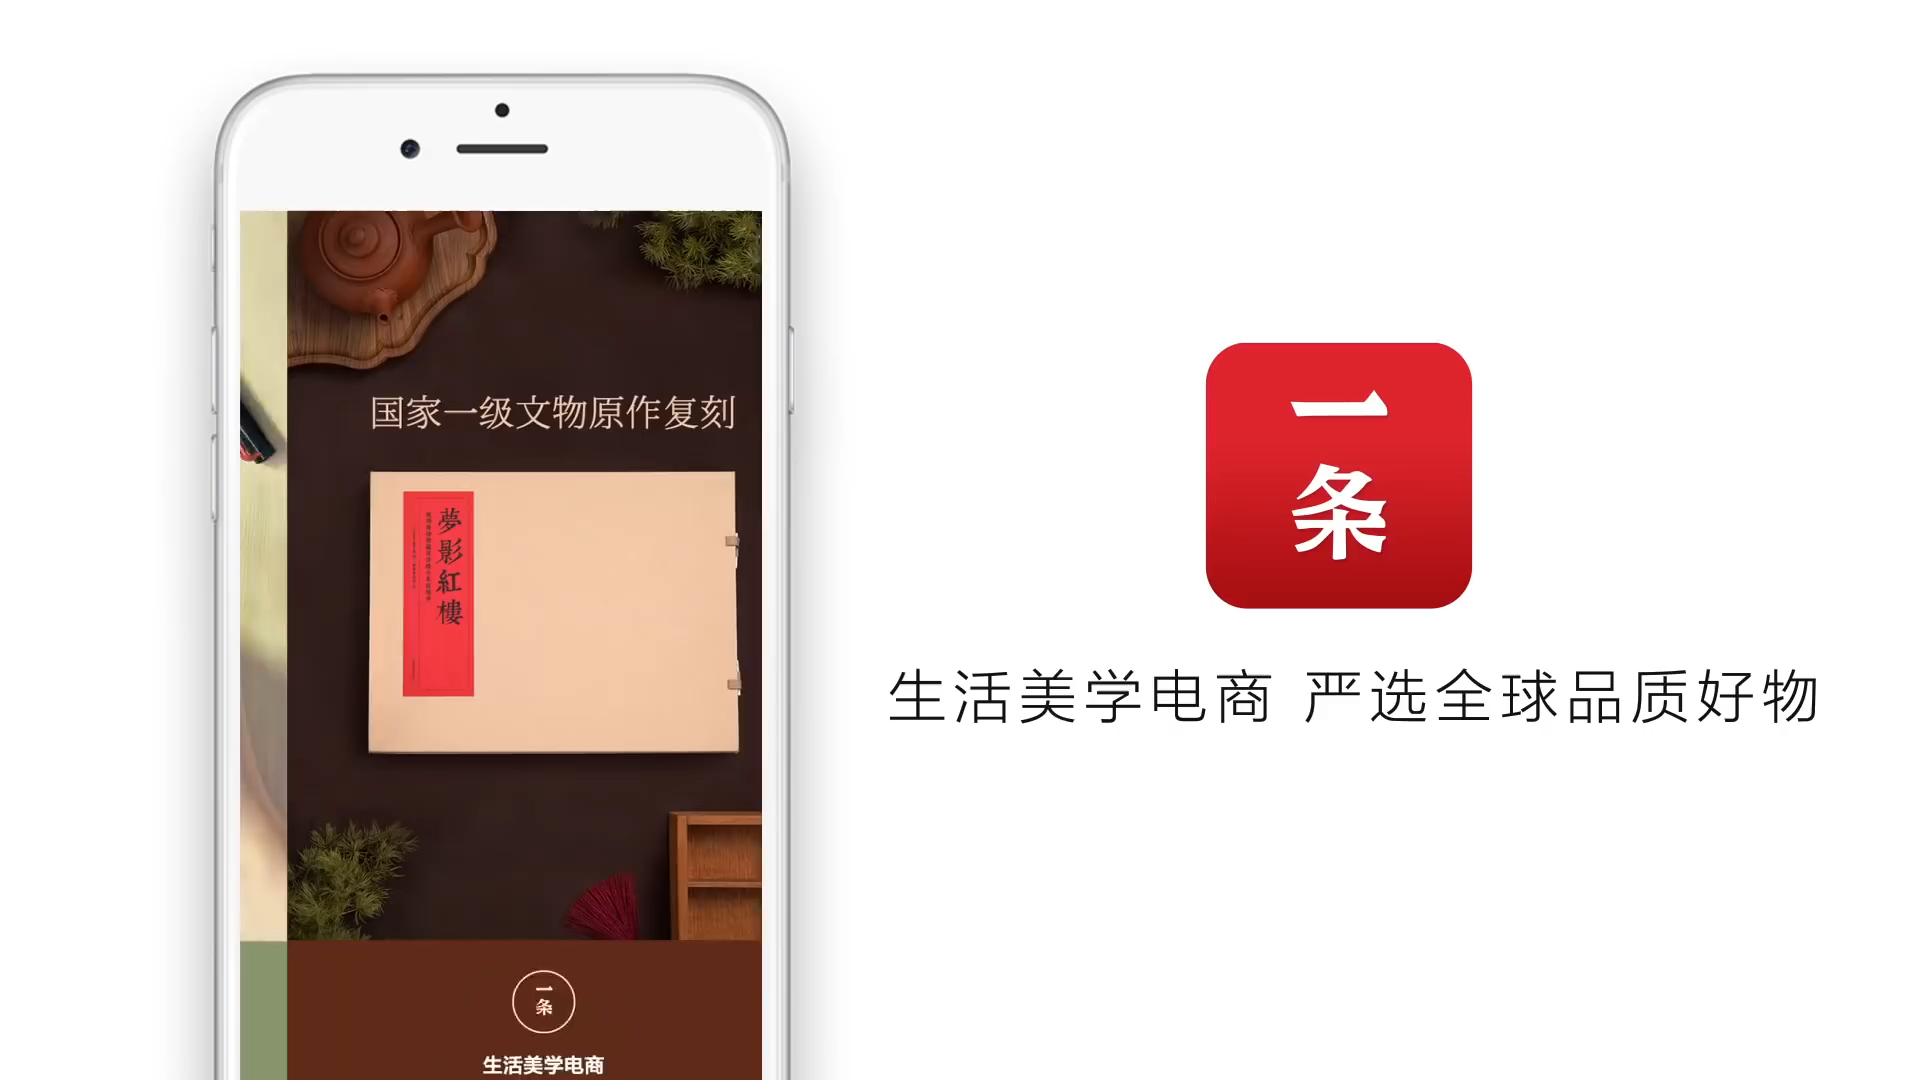 国家一级文物原作复刻
夢影紅樓
一条
生活美学电商
一条
生活美学电商 严选全球品质好物